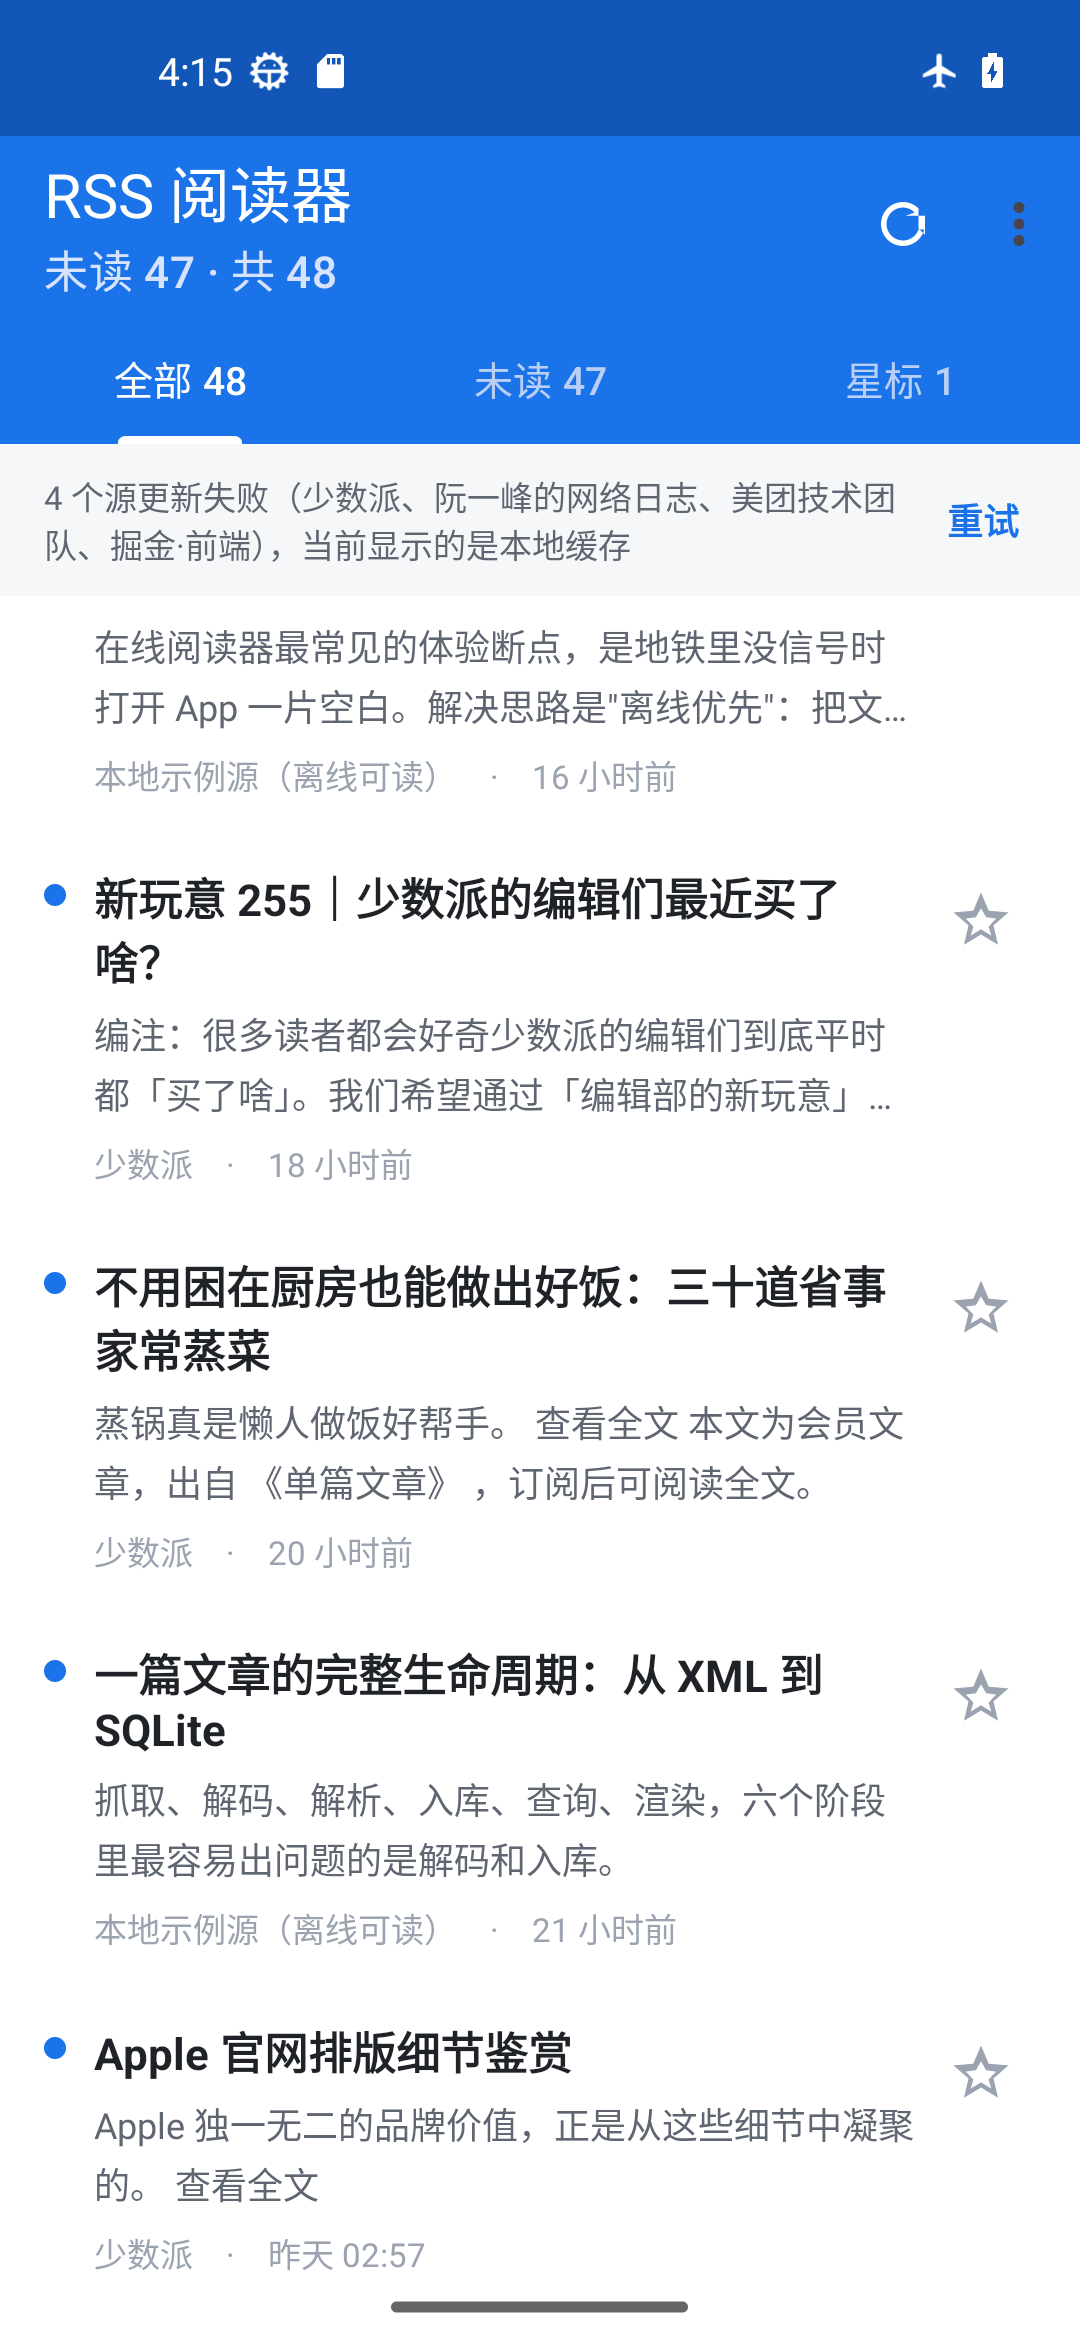 4:15
RSS 阅读器
未读 47 · 共 48
全部 48
未读 47
星标 1
4 个源更新失败（少数派、阮一峰的网络日志、美团技术团
队、掘金·前端），当前显示的是本地缓存
重试
在线阅读器最常见的体验断点，是地铁里没信号时
打开 App 一片空白。解决思路是"离线优先"：把文…
本地示例源（离线可读） · 16 小时前
新玩意 255｜少数派的编辑们最近买了
啥？
编注：很多读者都会好奇少数派的编辑们到底平时
都「买了啥」。我们希望通过「编辑部的新玩意」…
少数派 · 18 小时前
不用困在厨房也能做出好饭：三十道省事
家常蒸菜
蒸锅真是懒人做饭好帮手。 查看全文 本文为会员文
章，出自 《单篇文章》 ，订阅后可阅读全文。
少数派 · 20 小时前
一篇文章的完整生命周期：从 XML 到
SQLite
抓取、解码、解析、入库、查询、渲染，六个阶段
里最容易出问题的是解码和入库。
本地示例源（离线可读） · 21 小时前
Apple 官网排版细节鉴赏
Apple 独一无二的品牌价值，正是从这些细节中凝聚
的。 查看全文
少数派 · 昨天 02:57